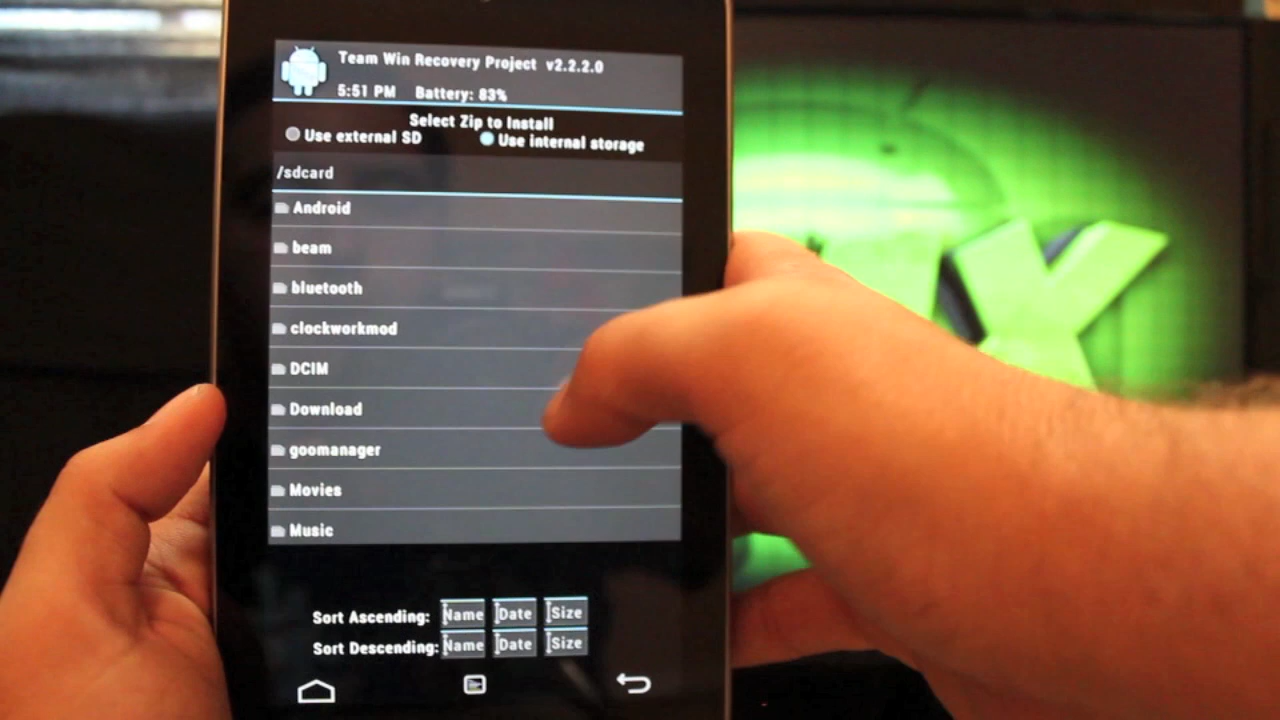 Team Win Recovery Project v2.2.2.0
5:51 PM Battery: 83%
Select Zip to Install
Use external SD Use internal storage
/sdcard
Android
beam
bluetooth
clockworkmod
DCIM
Download
goomanager
Movies
Music
Sort Ascending: Name Date Size
Sort Descending: Name Date Size